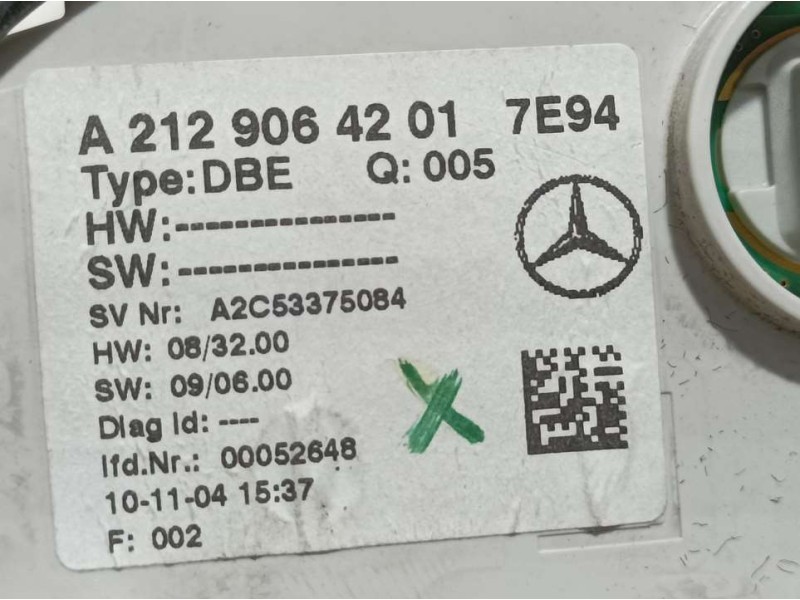 A 212 906 42 01 7E94
Type: DBE Q: 005
HW:---------------
SW:---------------
SV Nr: A2C53375084
HW: 08/32.00
SW: 09/06.00
Diag Id: ----
lfd.Nr.: 00052648
10-11-04 15:37
F: 002